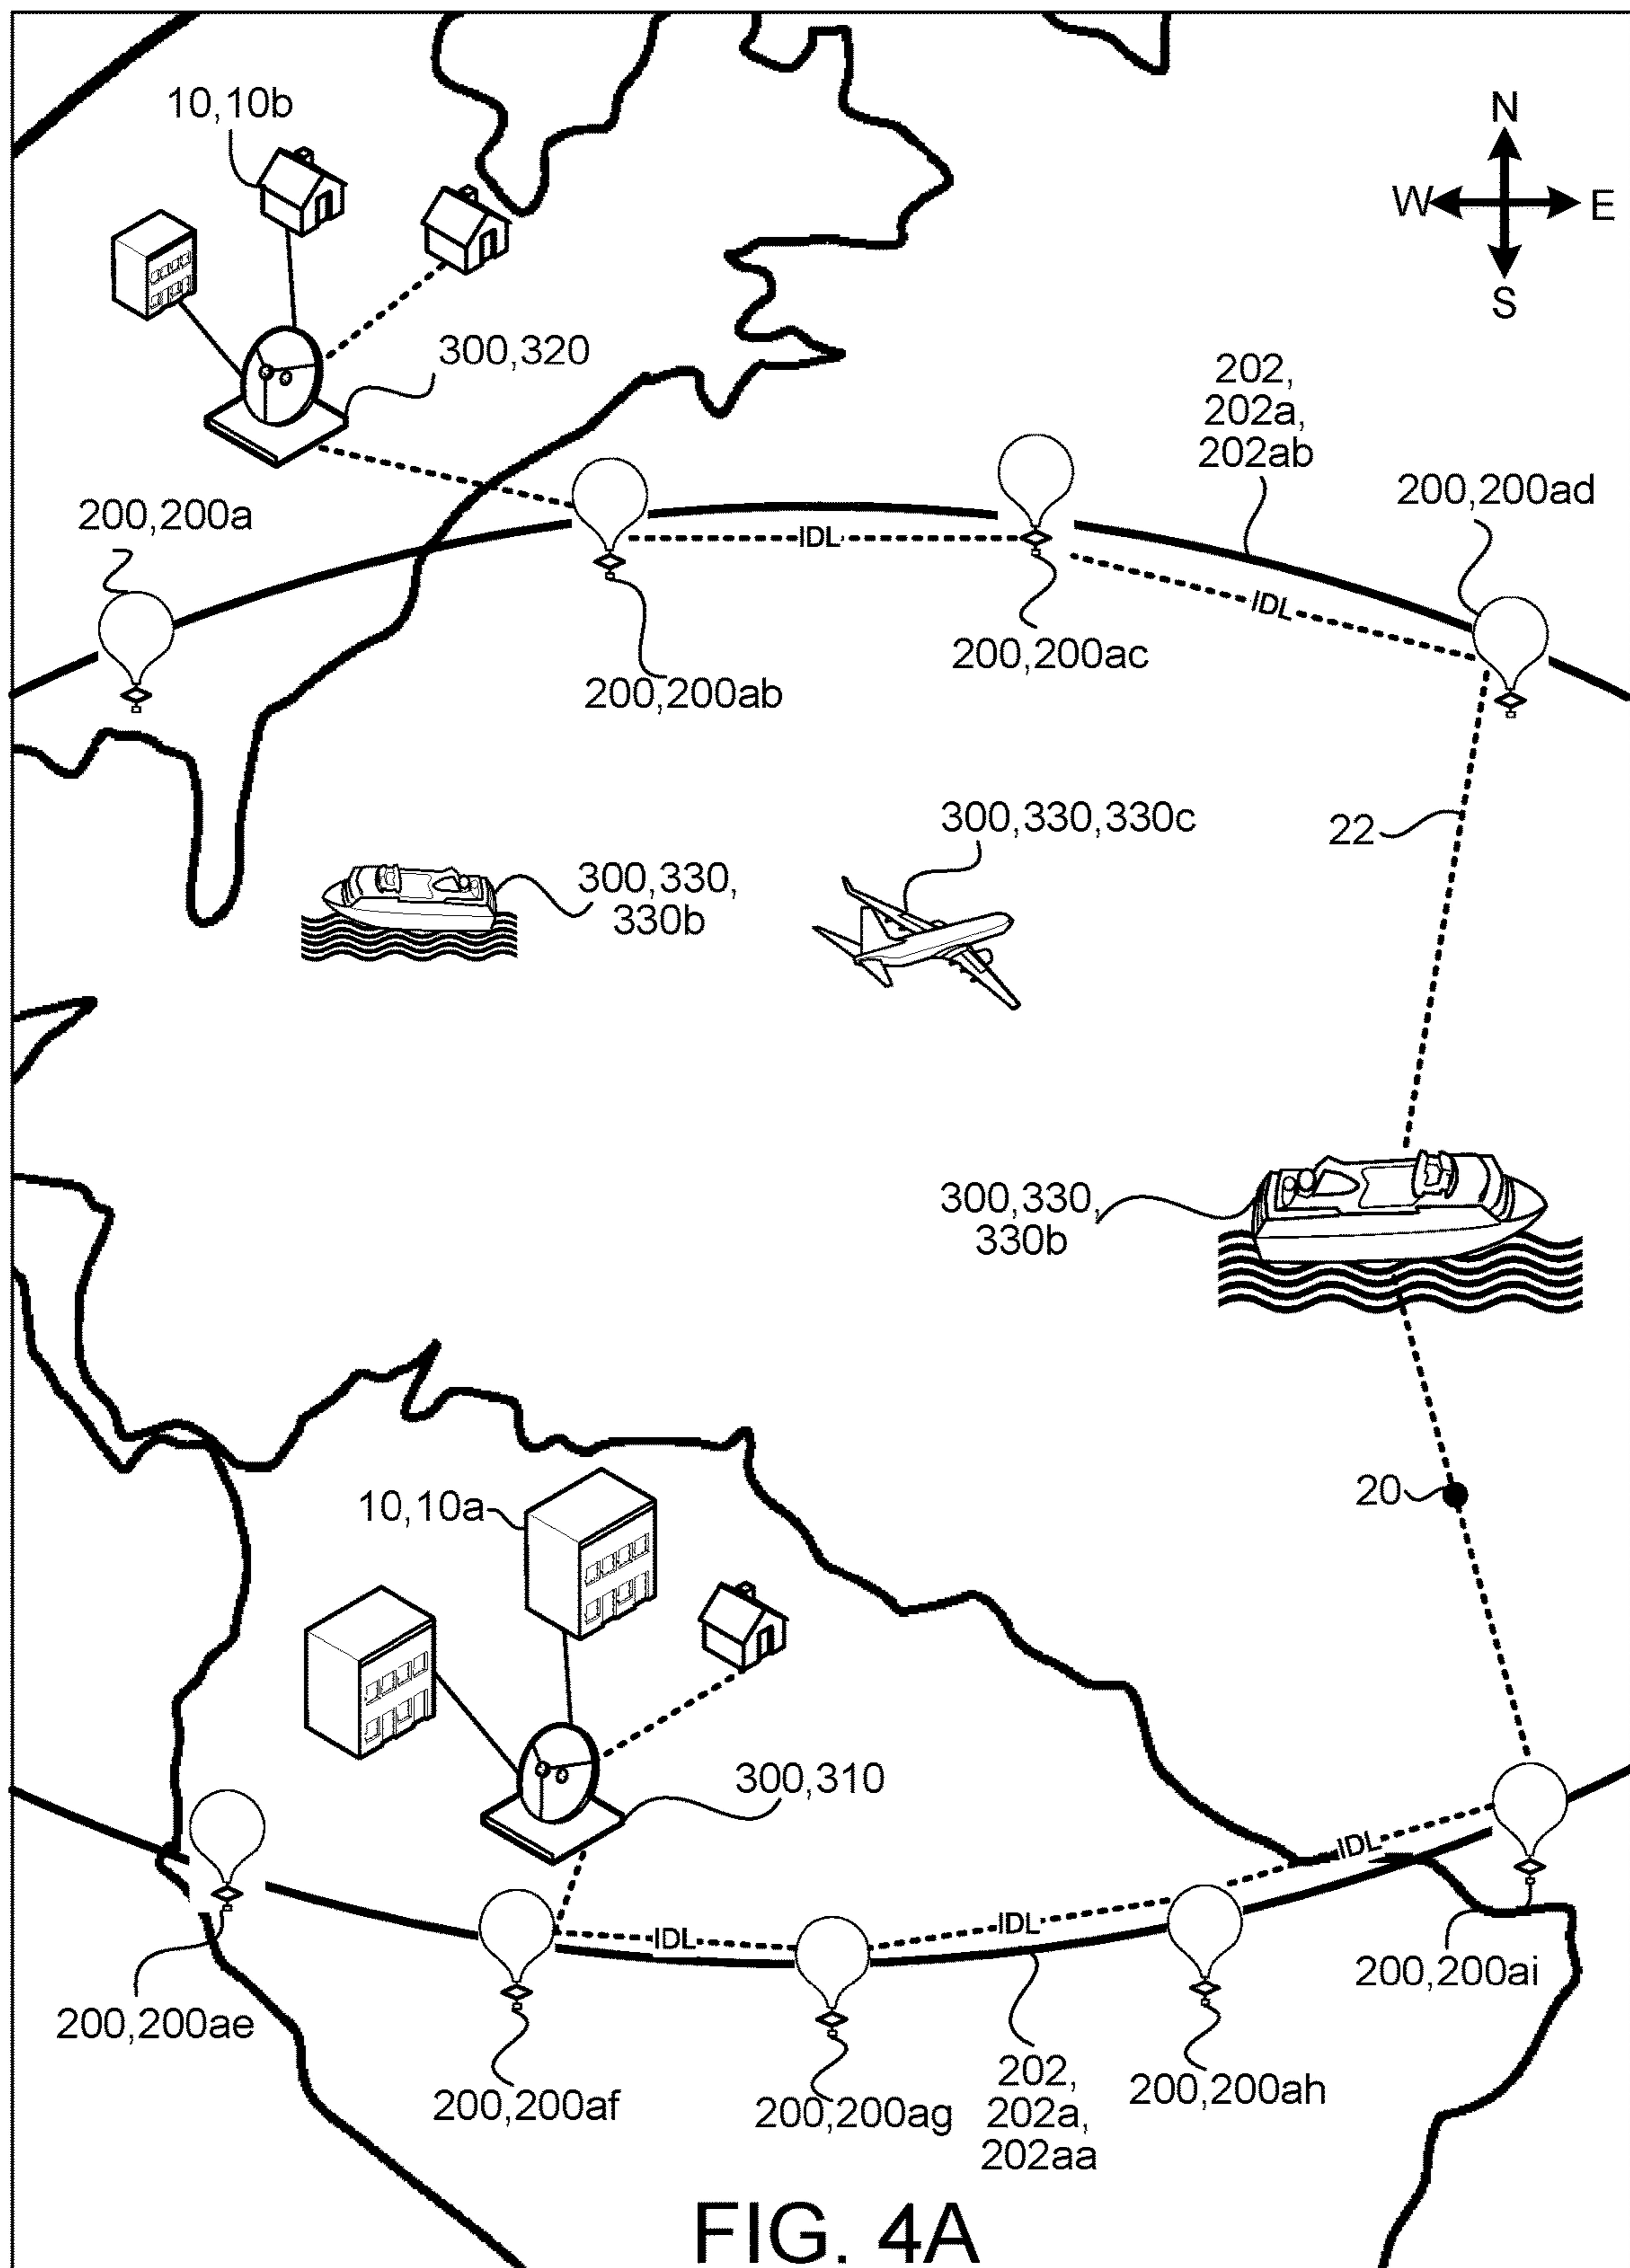 N
10,10b
W
E
S
300,320
202,
202a,
202ab
200,200ad
200,200a
IDL
IDL
200,200ac
200,200ab
300,330,330c
22
300,330,
330b
300,330,
330b
20
10,10a
300,310
IDL
IDL
IDL
200,200ai
200,200ae
202,
202a,
202aa
200,200ah
200,200af
200,200ag
FIG. 4A